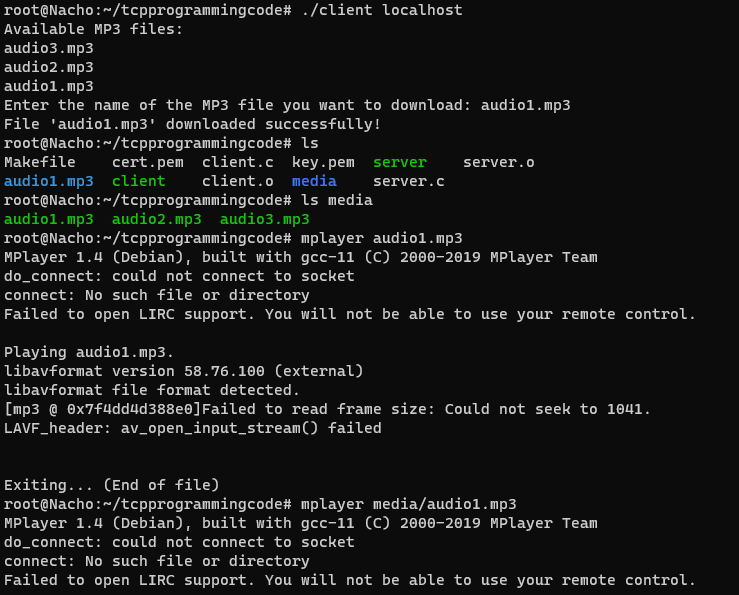 root@Nacho:~/tcpprogrammingcode# ./client localhost
Available MP3 files:
audio3.mp3
audio2.mp3
audio1.mp3
Enter the name of the MP3 file you want to download: audio1.mp3
File 'audio1.mp3' downloaded successfully!
root@Nacho:~/tcpprogrammingcode# ls
Makefile    cert.pem  client.c  key.pem  server    server.o
audio1.mp3  client    client.o  media    server.c
root@Nacho:~/tcpprogrammingcode# ls media
audio1.mp3  audio2.mp3  audio3.mp3
root@Nacho:~/tcpprogrammingcode# mplayer audio1.mp3
MPlayer 1.4 (Debian), built with gcc-11 (C) 2000-2019 MPlayer Team
do_connect: could not connect to socket
connect: No such file or directory
Failed to open LIRC support. You will not be able to use your remote control.

Playing audio1.mp3.
libavformat version 58.76.100 (external)
libavformat file format detected.
[mp3 @ 0x7f4dd4d388e0]Failed to read frame size: Could not seek to 1041.
LAVF_header: av_open_input_stream() failed


Exiting... (End of file)
root@Nacho:~/tcpprogrammingcode# mplayer media/audio1.mp3
MPlayer 1.4 (Debian), built with gcc-11 (C) 2000-2019 MPlayer Team
do_connect: could not connect to socket
connect: No such file or directory
Failed to open LIRC support. You will not be able to use your remote control.